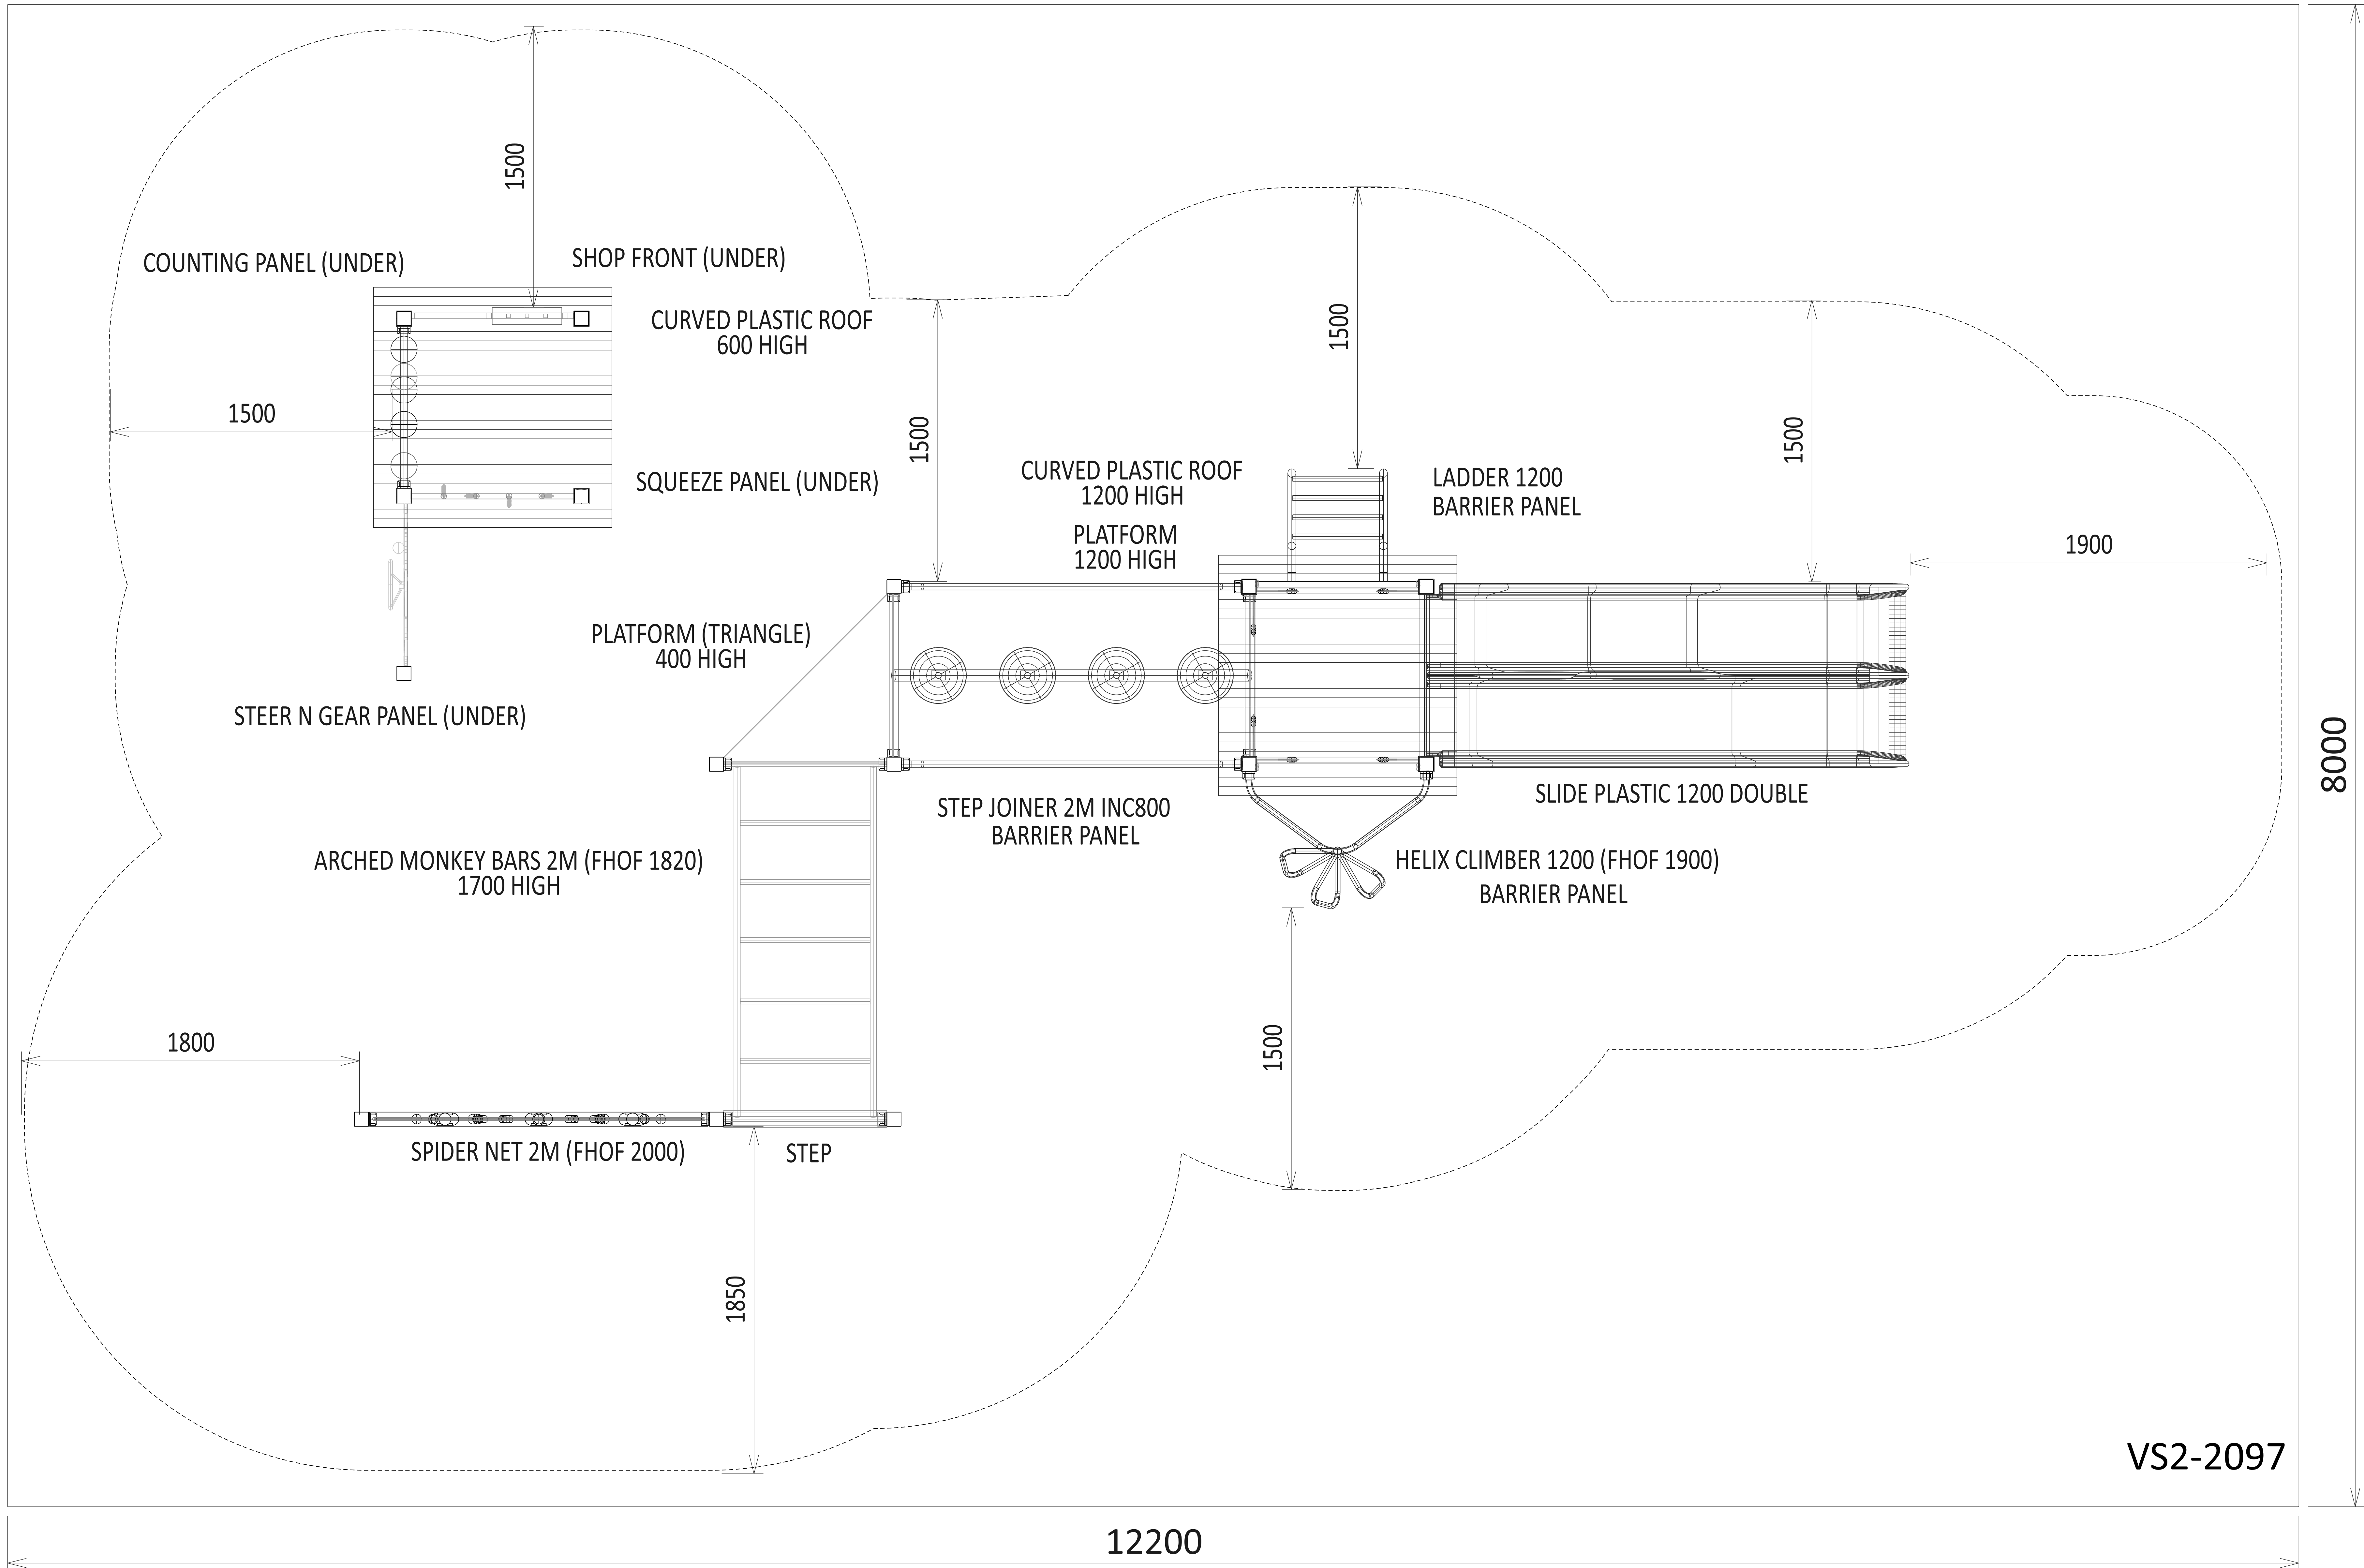 1500
COUNTING PANEL (UNDER)
SHOP FRONT (UNDER)
CURVED PLASTIC ROOF
600 HIGH
1500
1500
SQUEEZE PANEL (UNDER)
STEER N GEAR PANEL (UNDER)
1500
CURVED PLASTIC ROOF
1200 HIGH
PLATFORM
1200 HIGH
LADDER 1200
BARRIER PANEL
1500
1900
PLATFORM (TRIANGLE)
400 HIGH
STEP JOINER 2M INC800
BARRIER PANEL
SLIDE PLASTIC 1200 DOUBLE
8000
ARCHED MONKEY BARS 2M (FHOF 1820)
1700 HIGH
HELIX CLIMBER 1200 (FHOF 1900)
BARRIER PANEL
1800
1500
SPIDER NET 2M (FHOF 2000)
STEP
1850
VS2-2097
12200